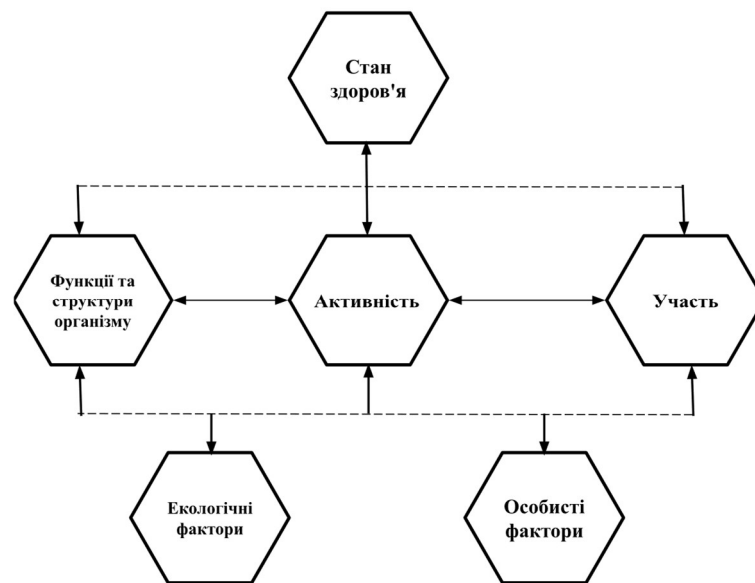 Стан
здоров'я
Функції та
структури
організму
Активність
Участь
Екологічні
фактори
Особисті
фактори